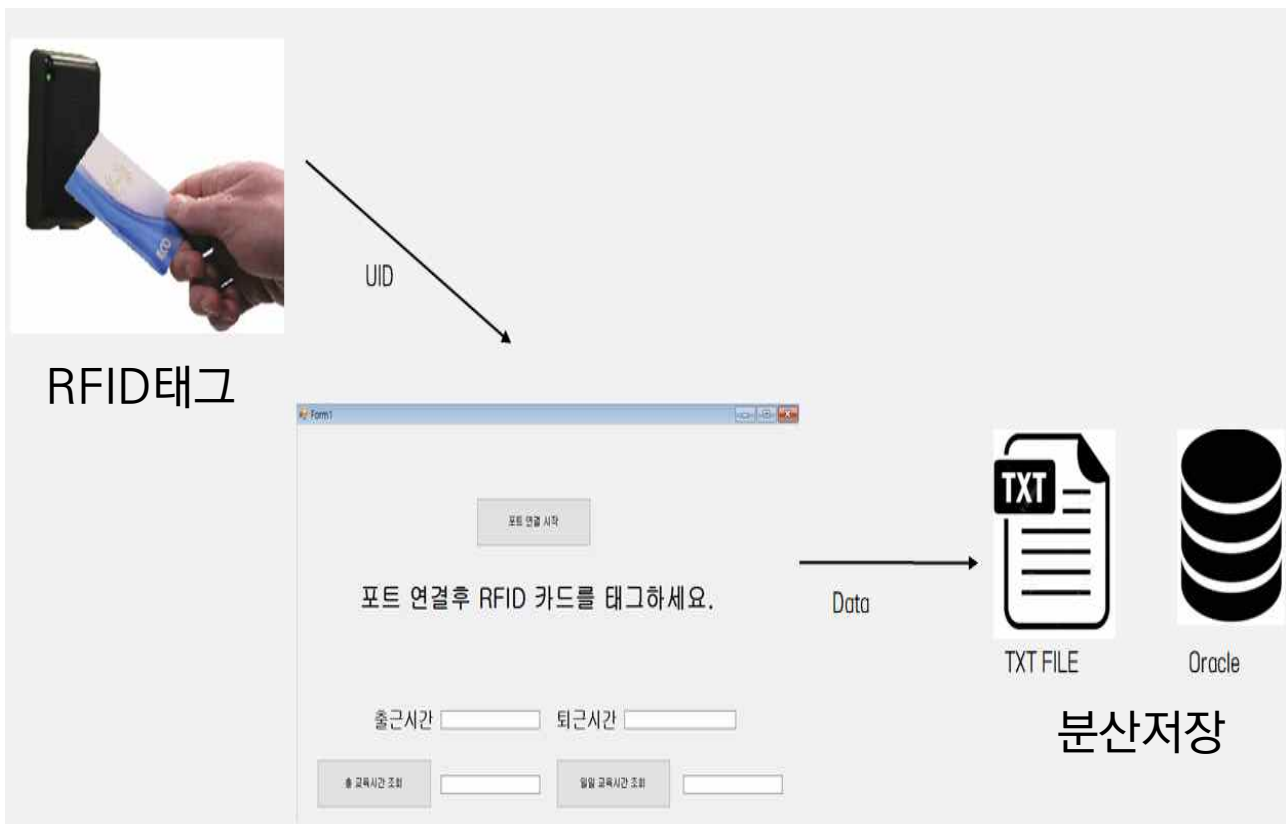 UID
RFID태그
Form1
포트 연결 시작
포트 연결후 RFID 카드를 태그하세요.
출근시간
퇴근시간
총 교육시간 조회
일일 교육시간 조회
Data
TXT
TXT FILE
Oracle
분산저장